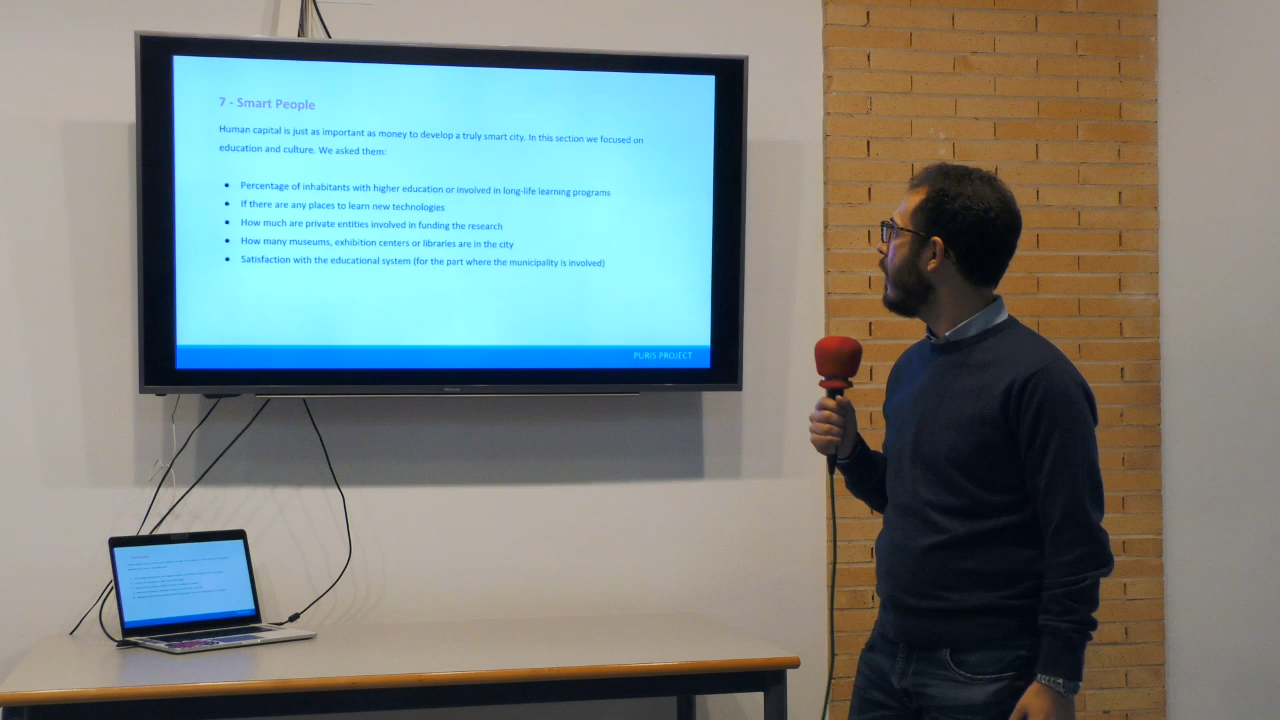 7 - Smart People
Human capital is just as important as money to develop a truly smart city. In this section we focused on
education and culture. We asked them:
• Percentage of inhabitants with higher education or involved in long-life learning programs
• If there are any places to learn new technologies
• How much are private entities involved in funding the research
• How many museums, exhibition centers or libraries are in the city
• Satisfaction with the educational system (for the part where the municipality is involved)
PURIS PROJECT